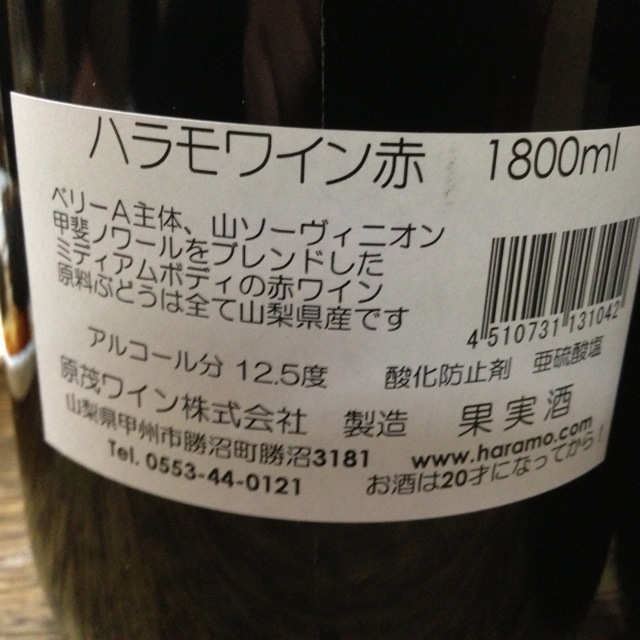 ハラモワイン赤 1800ml
ベリーA主体、山ソーヴィニオン
甲斐ノワールをブレンドした
ミディアムボディの赤ワイン
原料ぶどうは全て山梨県産です
4 510731 131042
アルコール分 12.5度 酸化防止剤 亜硫酸塩
原茂ワイン株式会社 製造 果実酒
山梨県甲州市勝沼町勝沼3181 www.haramo.com
Tel. 0553-44-0121 お酒は20才になってから!